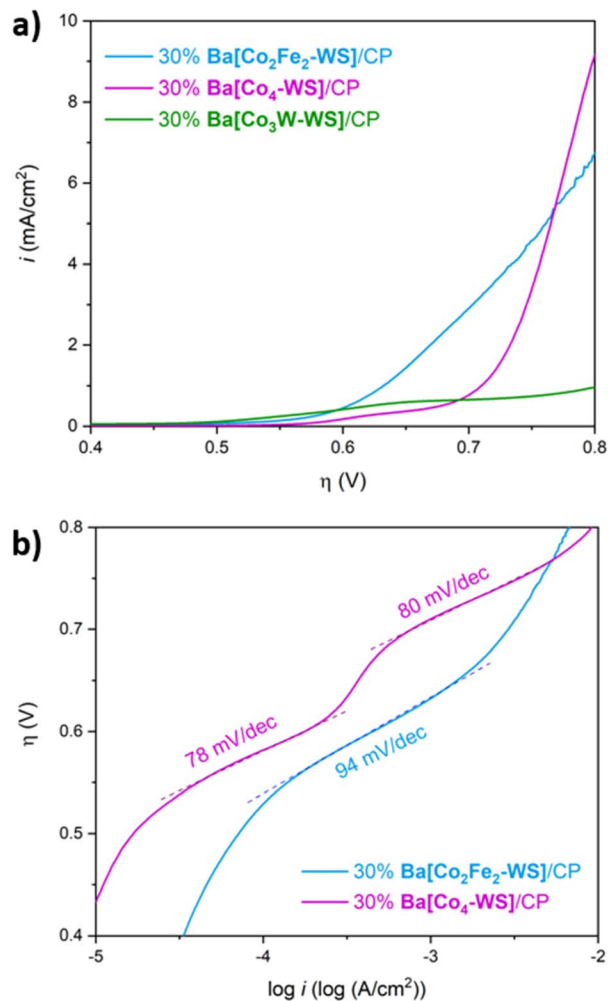 a)
10
8
6
4
2
0
i (mA/cm²)
30% Ba[Co₂Fe₂-WS]/CP
30% Ba[Co₄-WS]/CP
30% Ba[Co₃W-WS]/CP
0.4 0.5 0.6 0.7 0.8
η (V)
b)
0.8
0.7
0.6
0.5
0.4
η (V)
80 mV/dec
78 mV/dec
94 mV/dec
30% Ba[Co₂Fe₂-WS]/CP
30% Ba[Co₄-WS]/CP
-5 -4 -3 -2
log i (log (A/cm²))